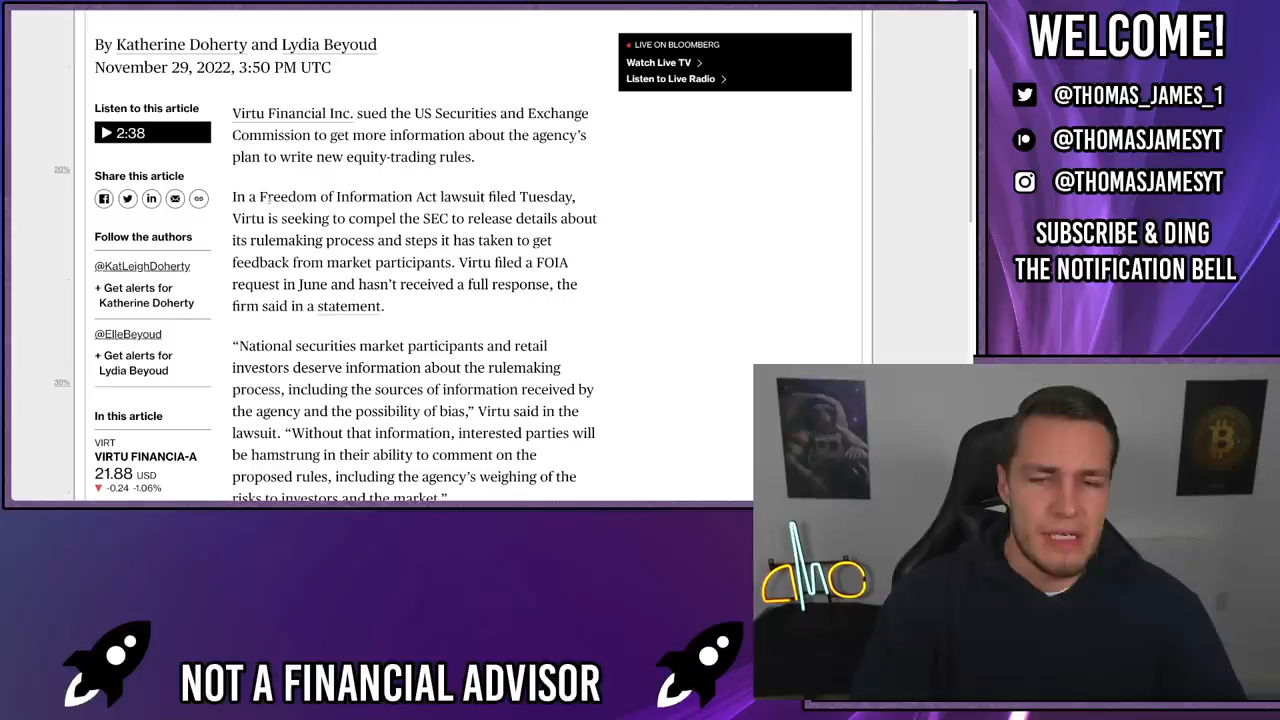 By Katherine Doherty and Lydia Beyoud
November 29, 2022, 3:50 PM UTC
Listen to this article
2:38
Share this article
Follow the authors
@KatLeighDoherty
+ Get alerts for
Katherine Doherty
@ElleBeyoud
+ Get alerts for
Lydia Beyoud
In this article
VIRT
VIRTU FINANCIA-A
21.88 USD
▼ -0.24 -1.06%
20%
30%
Virtu Financial Inc. sued the US Securities and Exchange
Commission to get more information about the agency's
plan to write new equity-trading rules.
In a Freedom of Information Act lawsuit filed Tuesday,
Virtu is seeking to compel the SEC to release details about
its rulemaking process and steps it has taken to get
feedback from market participants. Virtu filed a FOIA
request in June and hasn't received a full response, the
firm said in a statement.
“National securities market participants and retail
investors deserve information about the rulemaking
process, including the sources of information received by
the agency and the possibility of bias,” Virtu said in the
lawsuit. “Without that information, interested parties will
be hamstrung in their ability to comment on the
proposed rules, including the agency's weighing of the
risks to investors and the market.”
LIVE ON BLOOMBERG
Watch Live TV
Listen to Live Radio
WELCOME!
@THOMAS_JAMES_1
@THOMASJAMESYT
@THOMASJAMESYT
SUBSCRIBE & DING
THE NOTIFICATION BELL
NOT A FINANCIAL ADVISOR